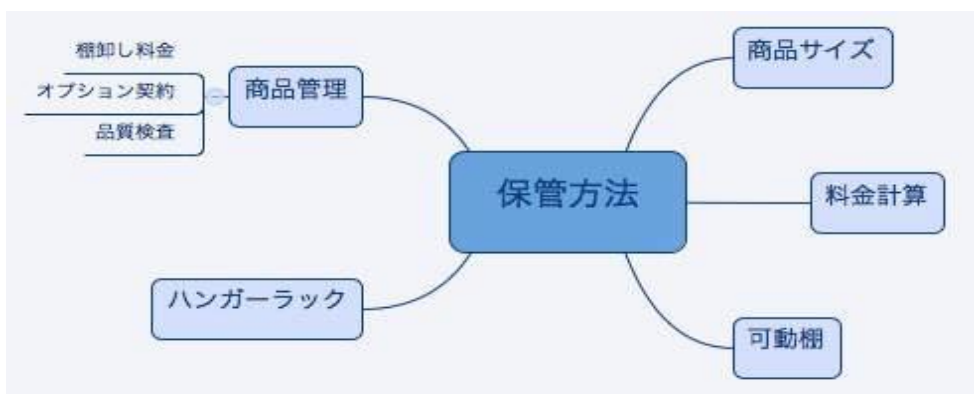 棚卸し料金
オプション契約
品質検査
商品管理
商品サイズ
保管方法
料金計算
ハンガーラック
可動棚